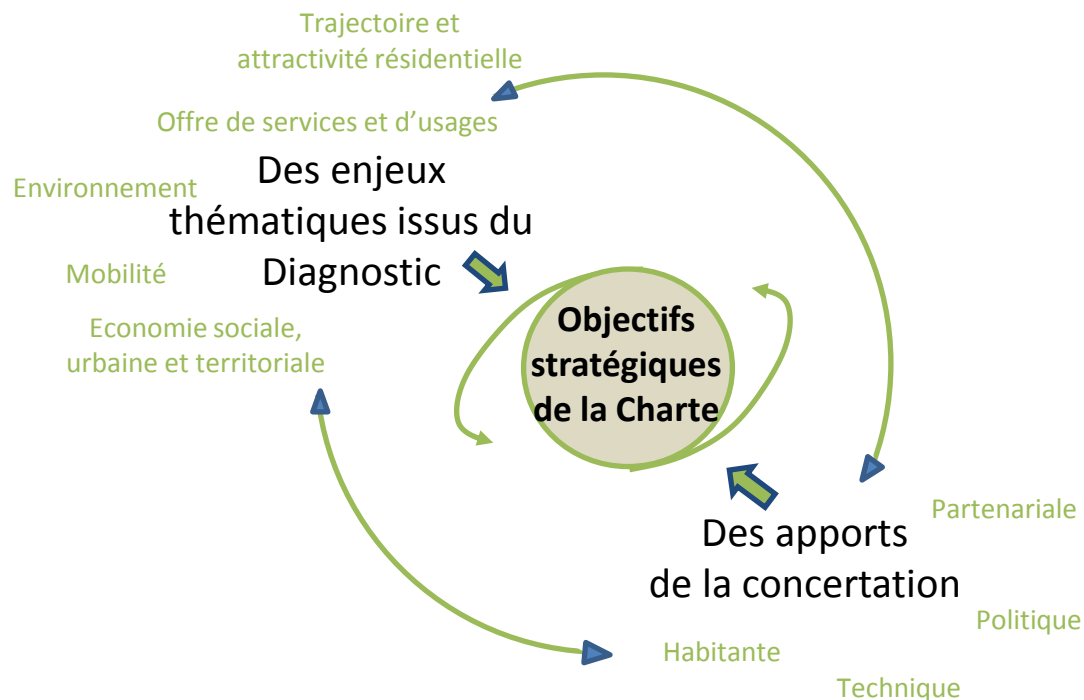 Trajectoire et
attractivité résidentielle
Offre de services et d'usages
Des enjeux
Environnement
thématiques issus du
Mobilité
Diagnostic
Economie sociale,
urbaine et territoriale
Objectifs
stratégiques
de la Charte
Partenariale
Des apports
de la concertation
Politique
Habitante
Technique